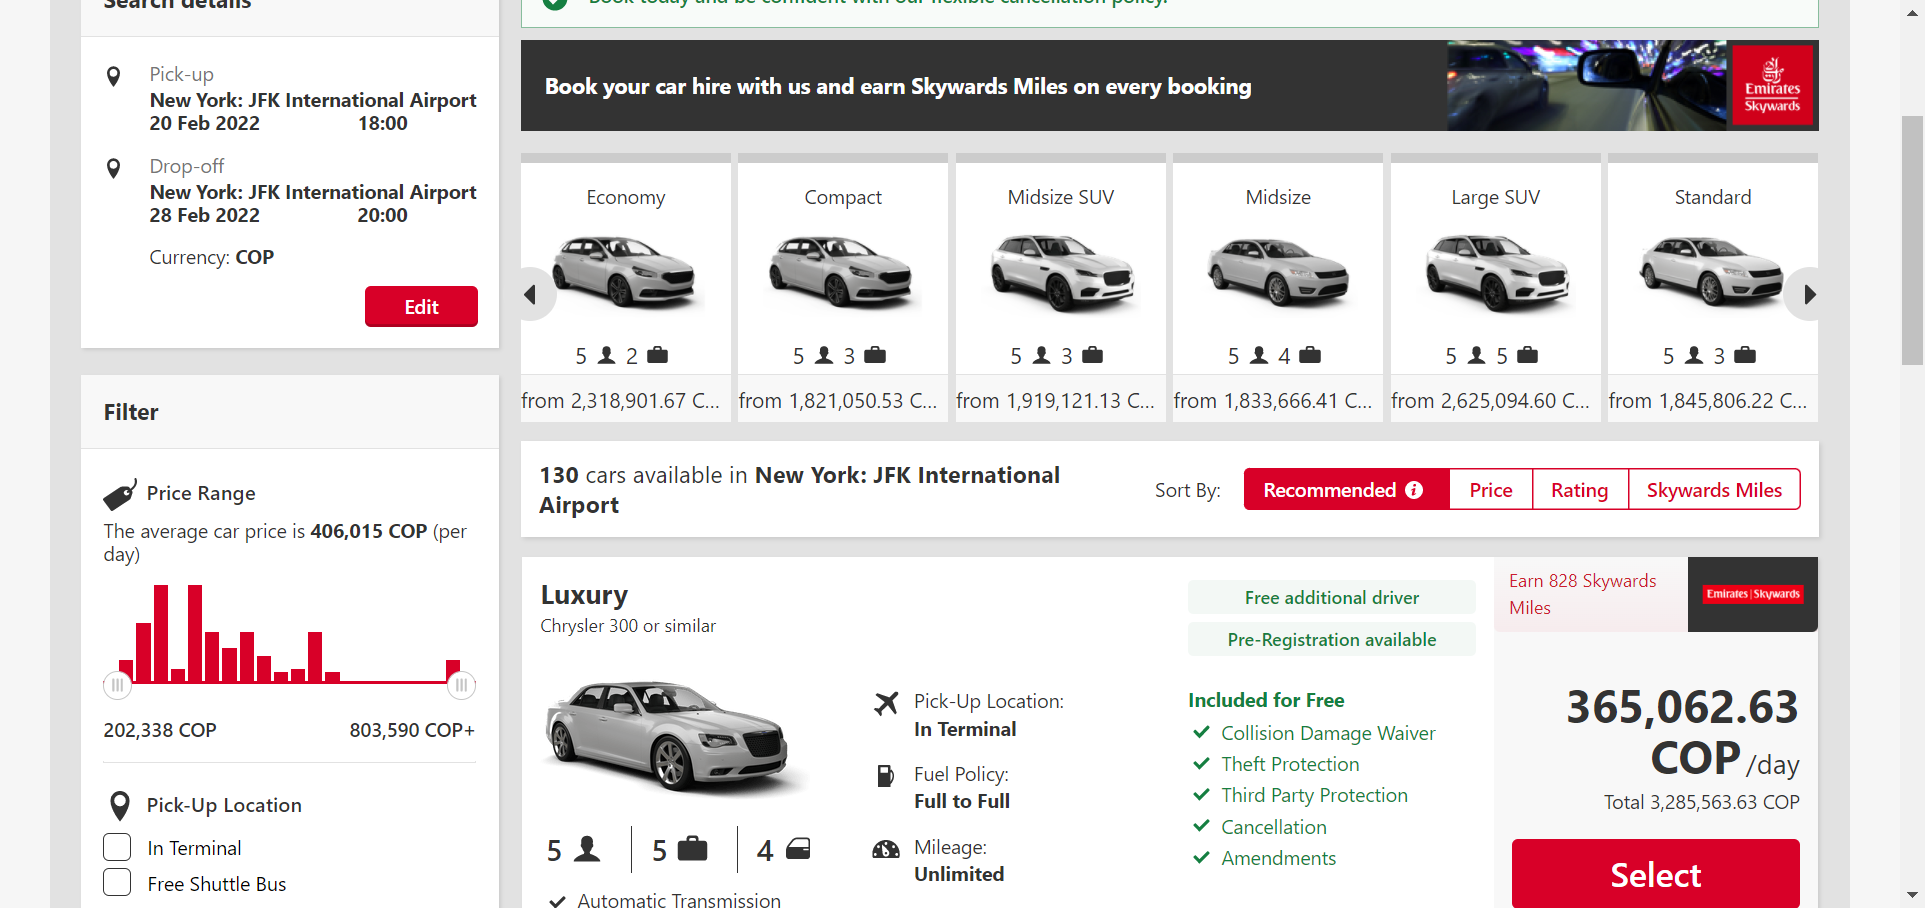 Search details
Pick-up
New York: JFK International Airport
20 Feb 2022 18:00
Drop-off
New York: JFK International Airport
28 Feb 2022 20:00
Currency: COP
Edit
Filter
Price Range
The average car price is 406,015 COP (per
day)
202,338 COP 803,590 COP+
Pick-Up Location
In Terminal
Free Shuttle Bus
Book today and be confident with our flexible cancellation policy.
Book your car hire with us and earn Skywards Miles on every booking
Emirates
Skywards
Economy
5 2
from 2,318,901.67 C...
Compact
5 3
from 1,821,050.53 C...
Midsize SUV
5 3
from 1,919,121.13 C...
Midsize
5 4
from 1,833,666.41 C...
Large SUV
5 5
from 2,625,094.60 C...
Standard
5 3
from 1,845,806.22 C...
130 cars available in New York: JFK International
Airport
Sort By: Recommended Price Rating Skywards Miles
Luxury
Chrysler 300 or similar
5 5 4
Automatic Transmission
Pick-Up Location:
In Terminal
Fuel Policy:
Full to Full
Mileage:
Unlimited
Free additional driver
Pre-Registration available
Included for Free
Collision Damage Waiver
Theft Protection
Third Party Protection
Cancellation
Amendments
Earn 828 Skywards
Miles
Emirates | Skywards
365,062.63
COP /day
Total 3,285,563.63 COP
Select